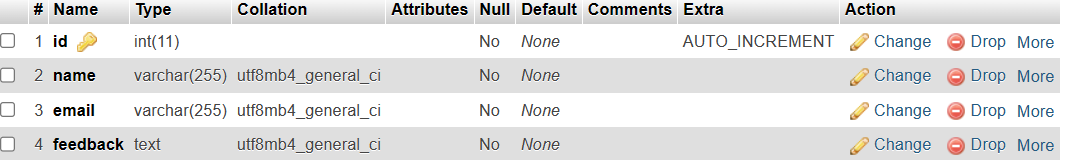 # Name Type Collation Attributes Null Default Comments Extra Action
1 id int(11) No None AUTO_INCREMENT Change Drop More
2 name varchar(255) utf8mb4_general_ci No None Change Drop More
3 email varchar(255) utf8mb4_general_ci No None Change Drop More
4 feedback text utf8mb4_general_ci No None Change Drop More